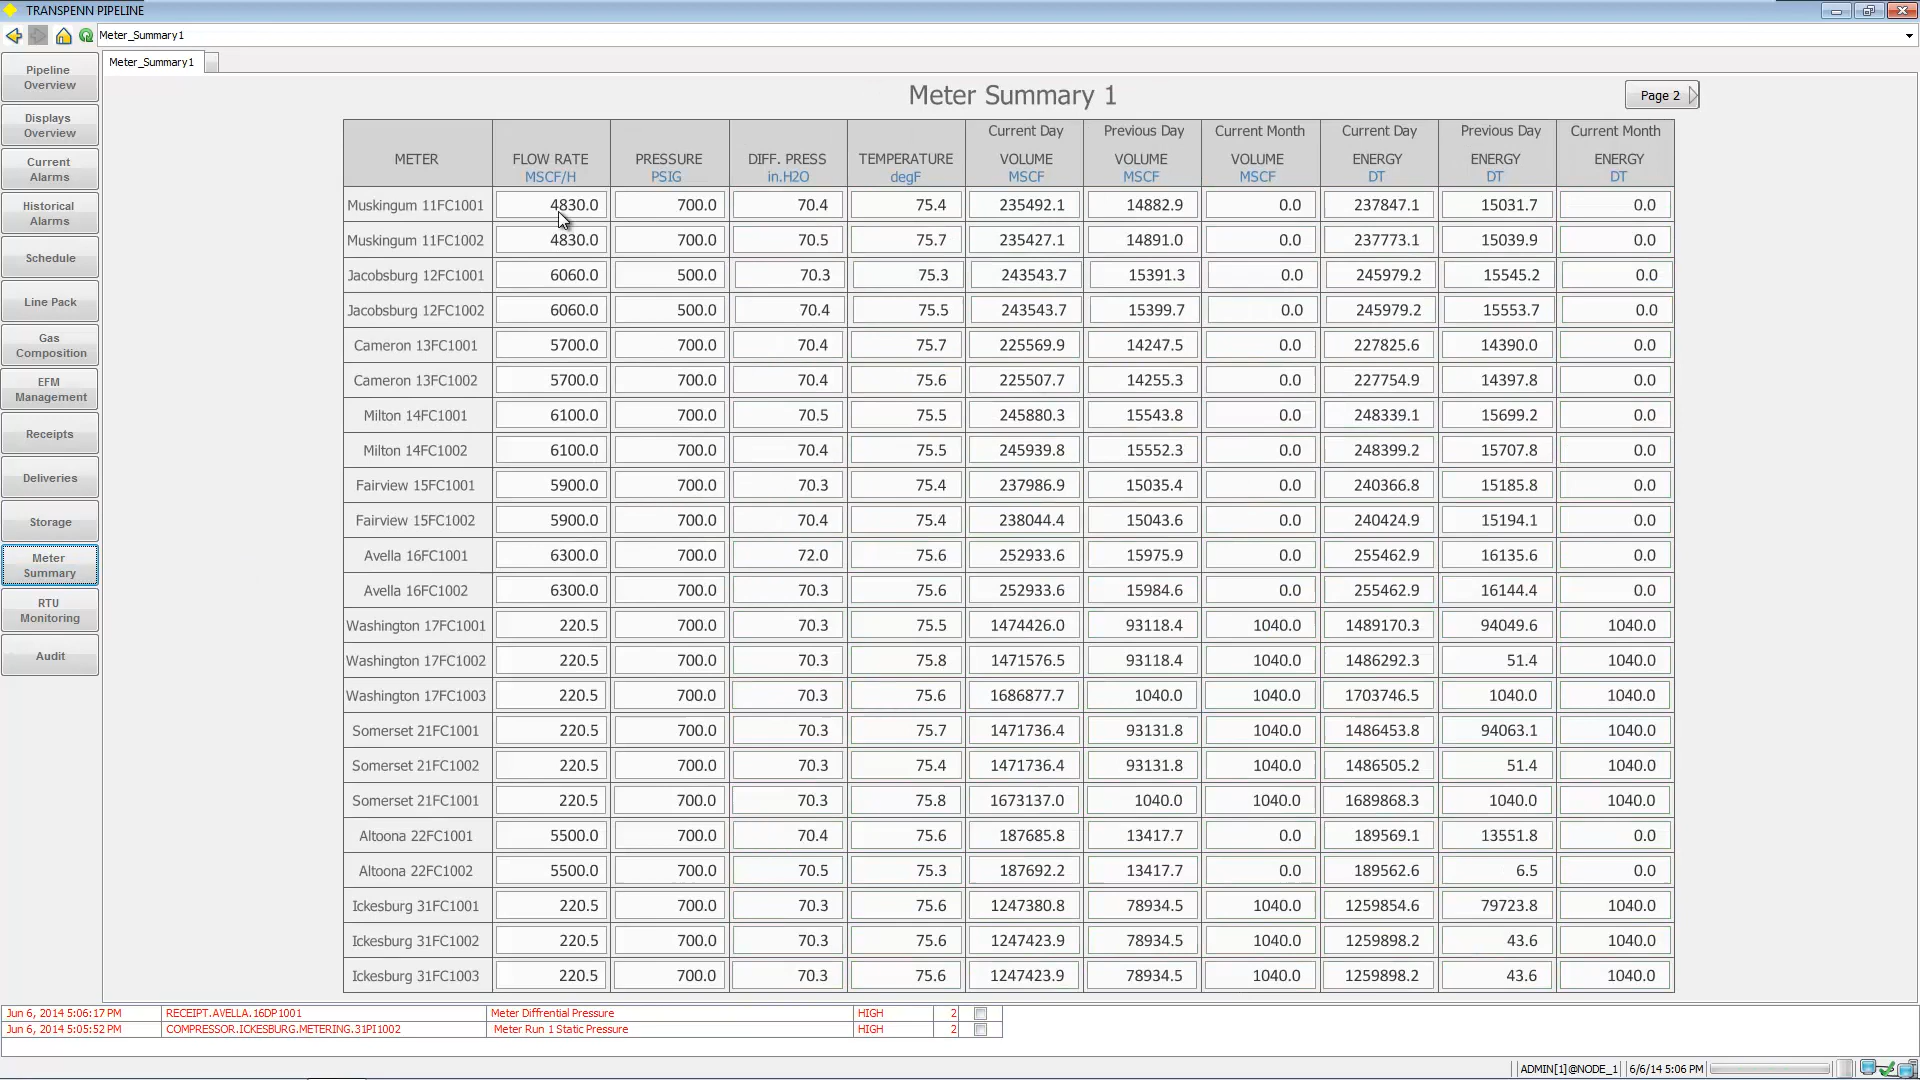 TRANSPENN PIPELINE
Meter_Summary1
Meter_Summary1
Pipeline Overview
Displays Overview
Current Alarms
Historical Alarms
Schedule
Line Pack
Gas Composition
EFM Management
Receipts
Deliveries
Storage
Meter Summary
RTU Monitoring
Audit
Meter Summary 1
Page 2
METER FLOW RATE MSCF/H PRESSURE PSIG DIFF. PRESS in.H2O TEMPERATURE degF Current Day VOLUME MSCF Previous Day VOLUME MSCF Current Month VOLUME MSCF Current Day ENERGY DT Previous Day ENERGY DT Current Month ENERGY DT
Muskingum 11FC1001 4830.0 700.0 70.4 75.4 235492.1 14882.9 0.0 237847.1 15031.7 0.0
Muskingum 11FC1002 4830.0 700.0 70.5 75.7 235427.1 14891.0 0.0 237773.1 15039.9 0.0
Jacobsburg 12FC1001 6060.0 500.0 70.3 75.3 243543.7 15391.3 0.0 245979.2 15545.2 0.0
Jacobsburg 12FC1002 6060.0 500.0 70.4 75.5 243543.7 15399.7 0.0 245979.2 15553.7 0.0
Cameron 13FC1001 5700.0 700.0 70.4 75.7 225569.9 14247.5 0.0 227825.6 14390.0 0.0
Cameron 13FC1002 5700.0 700.0 70.4 75.6 225507.7 14255.3 0.0 227754.9 14397.8 0.0
Milton 14FC1001 6100.0 700.0 70.5 75.5 245880.3 15543.8 0.0 248339.1 15699.2 0.0
Milton 14FC1002 6100.0 700.0 70.4 75.5 245939.8 15552.3 0.0 248399.2 15707.8 0.0
Fairview 15FC1001 5900.0 700.0 70.3 75.4 237986.9 15035.4 0.0 240366.8 15185.8 0.0
Fairview 15FC1002 5900.0 700.0 70.4 75.4 238044.4 15043.6 0.0 240424.9 15194.1 0.0
Avella 16FC1001 6300.0 700.0 72.0 75.6 252933.6 15975.9 0.0 255462.9 16135.6 0.0
Avella 16FC1002 6300.0 700.0 70.3 75.6 252933.6 15984.6 0.0 255462.9 16144.4 0.0
Washington 17FC1001 220.5 700.0 70.3 75.5 1474426.0 93118.4 1040.0 1489170.3 94049.6 1040.0
Washington 17FC1002 220.5 700.0 70.3 75.8 1471576.5 93118.4 1040.0 1486292.3 51.4 1040.0
Washington 17FC1003 220.5 700.0 70.3 75.6 1686877.7 1040.0 1040.0 1703746.5 1040.0 1040.0
Somerset 21FC1001 220.5 700.0 70.3 75.7 1471736.4 93131.8 1040.0 1486453.8 94063.1 1040.0
Somerset 21FC1002 220.5 700.0 70.3 75.4 1471736.4 93131.8 1040.0 1486505.2 51.4 1040.0
Somerset 21FC1001 220.5 700.0 70.3 75.8 1673137.0 1040.0 1040.0 1689868.3 1040.0 1040.0
Altoona 22FC1001 5500.0 700.0 70.4 75.6 187685.8 13417.7 0.0 189569.1 13551.8 0.0
Altoona 22FC1002 5500.0 700.0 70.5 75.3 187692.2 13417.7 0.0 189562.6 6.5 0.0
Ickesburg 31FC1001 220.5 700.0 70.3 75.6 1247380.8 78934.5 1040.0 1259854.6 79723.8 1040.0
Ickesburg 31FC1002 220.5 700.0 70.3 75.6 1247423.9 78934.5 1040.0 1259898.2 43.6 1040.0
Ickesburg 31FC1003 220.5 700.0 70.3 75.6 1247423.9 78934.5 1040.0 1259898.2 43.6 1040.0
Jun 6, 2014 5:06:17 PM RECEIPT.AVELLA.16DP1001 Meter Diffrential Pressure HIGH 2
Jun 6, 2014 5:05:52 PM COMPRESSOR.ICKESBURG.METERING.31PI1002 Meter Run 1 Static Pressure HIGH 2
ADMIN[1]@NODE_1 6/6/14 5:06 PM